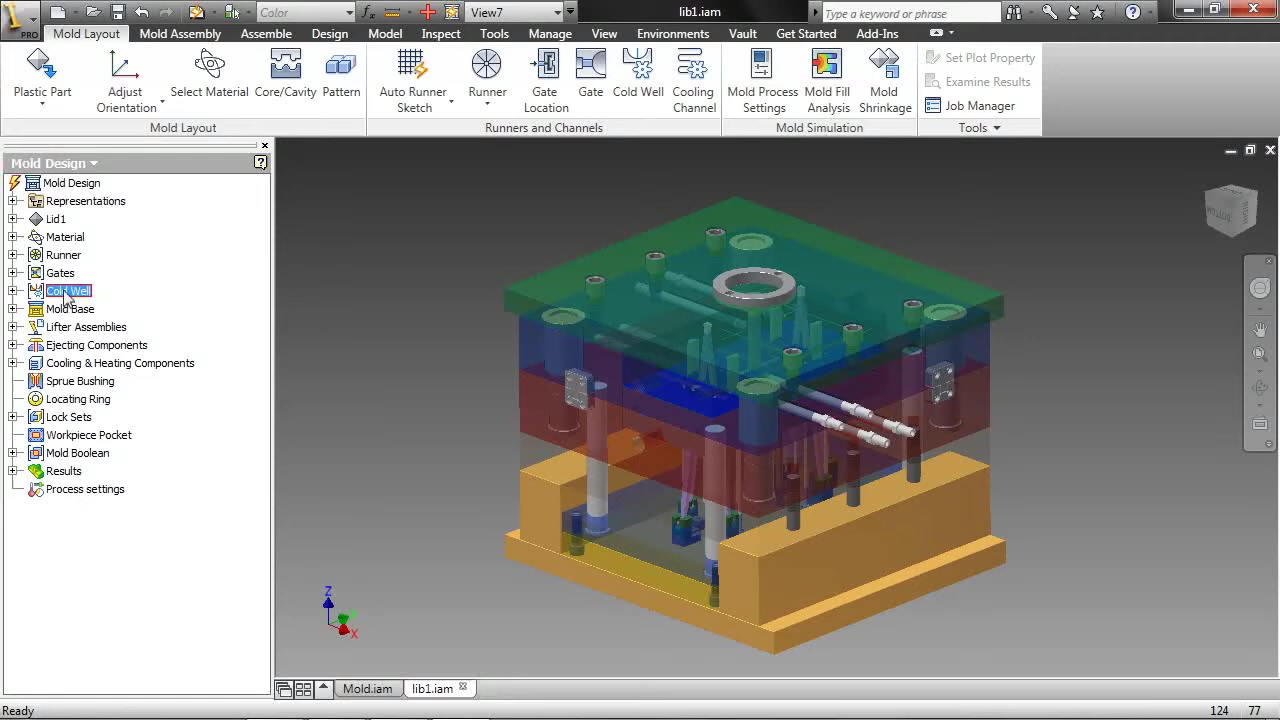 PRO
Color
fx
View7
lib1.iam
Type a keyword or phrase
Mold Layout
Mold Assembly
Assemble
Design
Model
Inspect
Tools
Manage
View
Environments
Vault
Get Started
Add-Ins
Plastic Part
Adjust Orientation
Select Material
Core/Cavity
Pattern
Auto Runner Sketch
Runner
Gate Location
Gate
Cold Well
Cooling Channel
Mold Process Settings
Mold Fill Analysis
Mold Shrinkage
Set Plot Property
Examine Results
Job Manager
Mold Layout
Runners and Channels
Mold Simulation
Tools
Mold Design
Mold Design
Representations
Lid1
Material
Runner
Gates
Cold Well
Mold Base
Lifter Assemblies
Ejecting Components
Cooling & Heating Components
Sprue Bushing
Locating Ring
Lock Sets
Workpiece Pocket
Mold Boolean
Results
Process settings
BOTTOM
Z
X
Mold.iam
lib1.iam
Ready
124
77